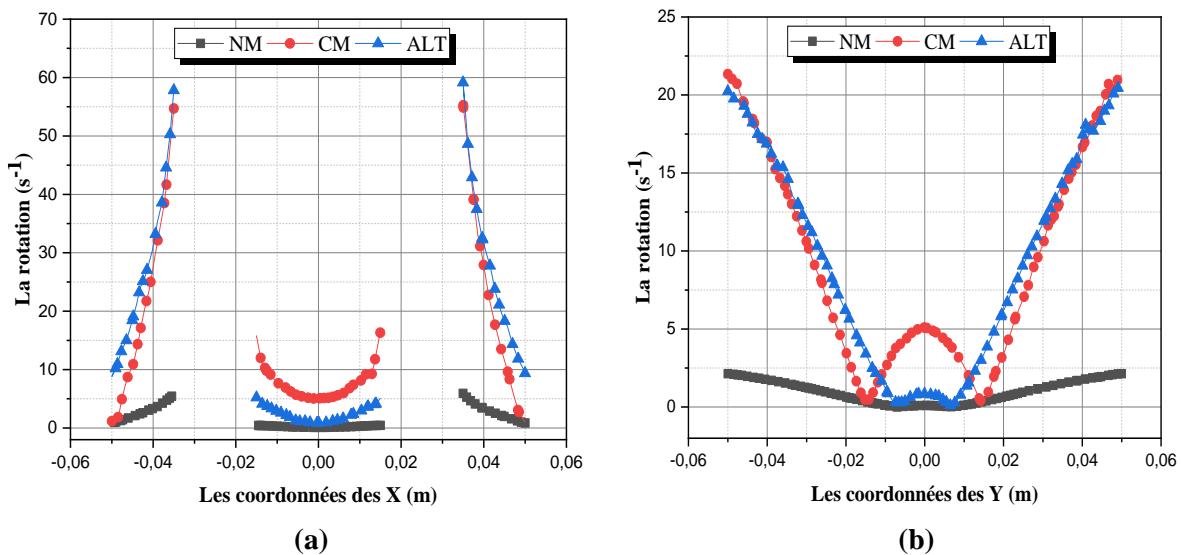 NM CM ALT
La rotation (s-1)
70
60
50
40
30
20
10
0
-0,06 -0,04 -0,02 0,00 0,02 0,04 0,06
Les coordonnées des X (m)
(a)
NM CM ALT
La rotation (s-1)
25
20
15
10
5
0
-0,06 -0,04 -0,02 0,00 0,02 0,04 0,06
Les coordonnées des Y (m)
(b)